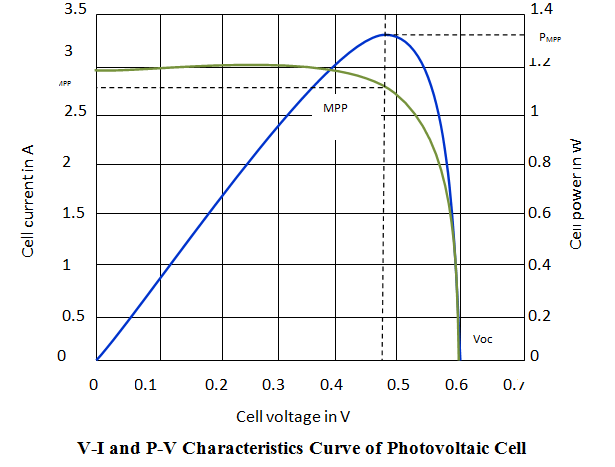 3.5
3
MPP
2.5
2
1.5
1
0.5
0
Cell current in A
1.4
PMPP
1.2
1
0.8
0.6
0.4
0.2
0
Cell power in W
MPP
Voc
0 0.1 0.2 0.3 0.4 0.5 0.6 0.7
Cell voltage in V
V-I and P-V Characteristics Curve of Photovoltaic Cell